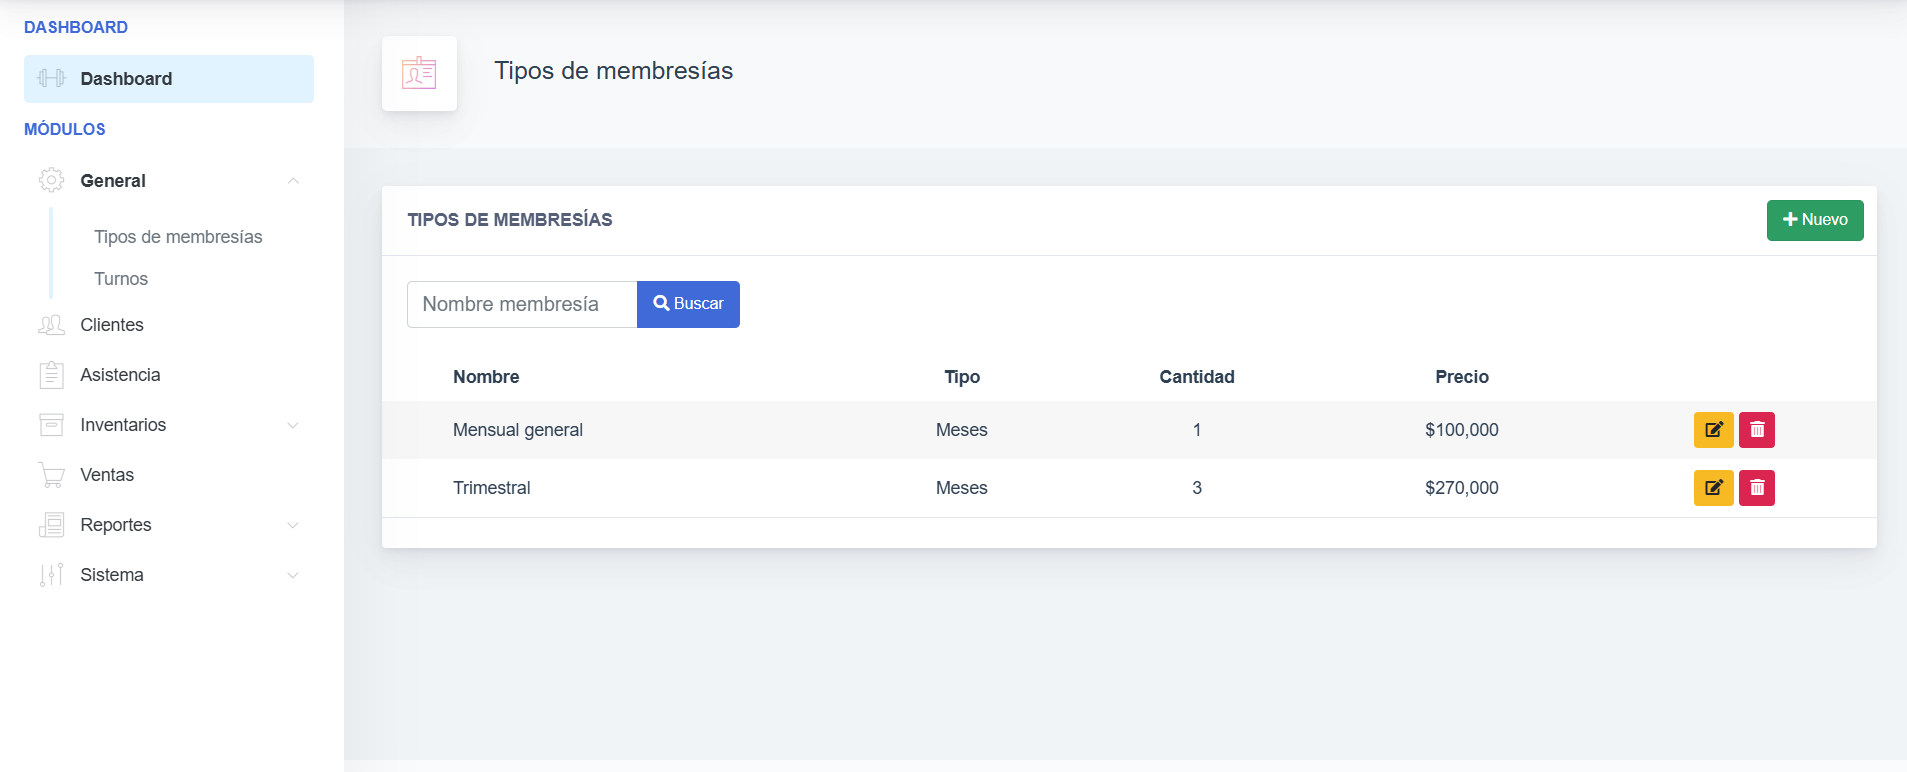 DASHBOARD
Dashboard
MÓDULOS
General
Tipos de membresías
Turnos
Clientes
Asistencia
Inventarios
Ventas
Reportes
Sistema
Tipos de membresías
TIPOS DE MEMBRESÍAS
Nuevo
Nombre membresía
Buscar
Nombre Tipo Cantidad Precio
Mensual general Meses 1 $100,000
Trimestral Meses 3 $270,000